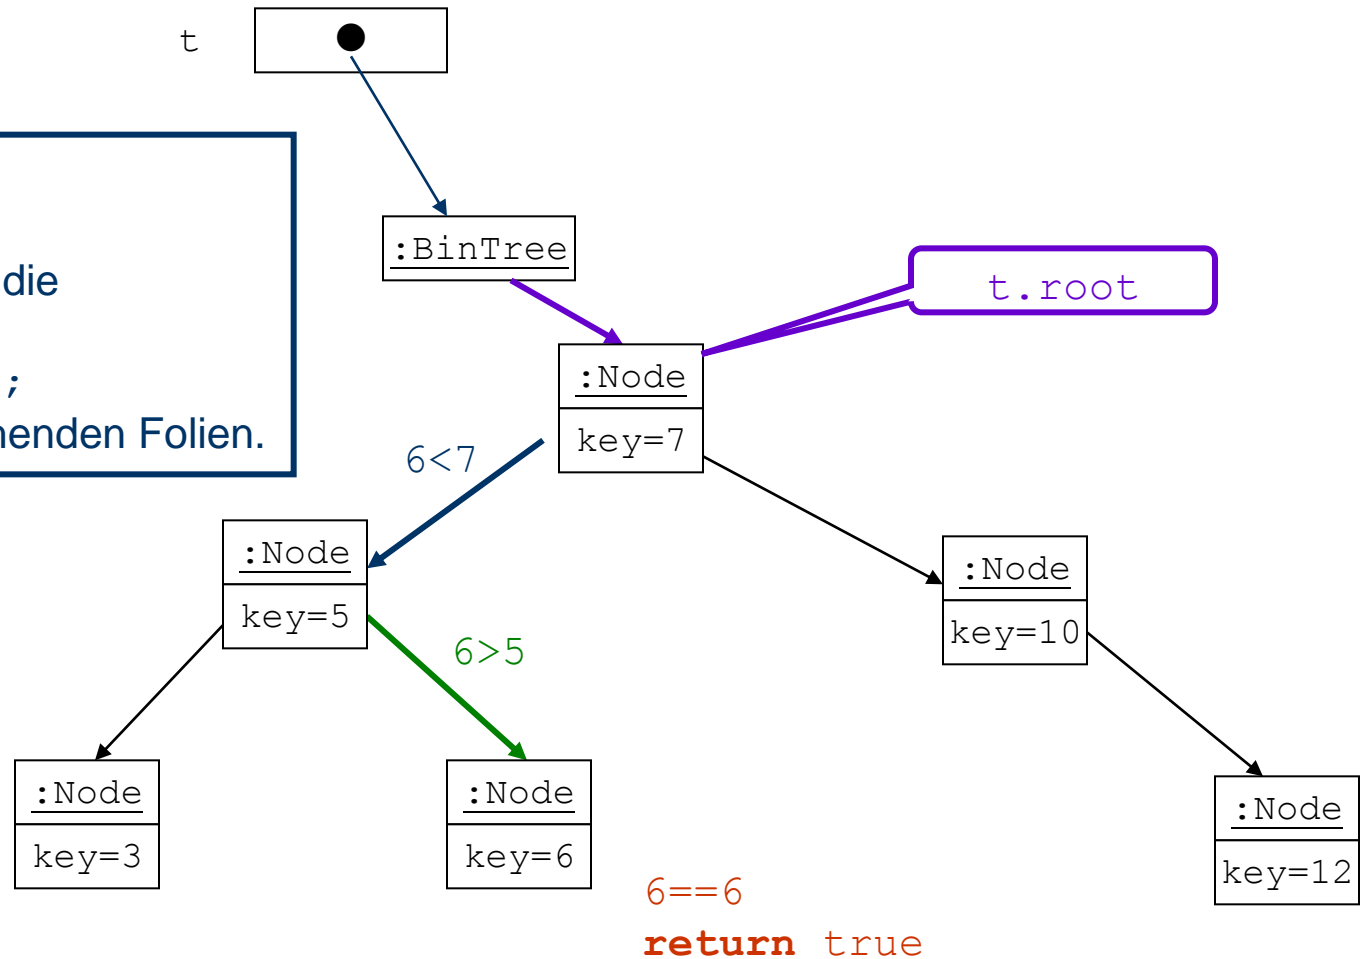 t
die
:BinTree
t.root
;
:Node
key=7
henden Folien.
6<7
:Node
key=5
:Node
key=10
6>5
:Node
key=3
:Node
key=6
:Node
key=12
6==6
return true